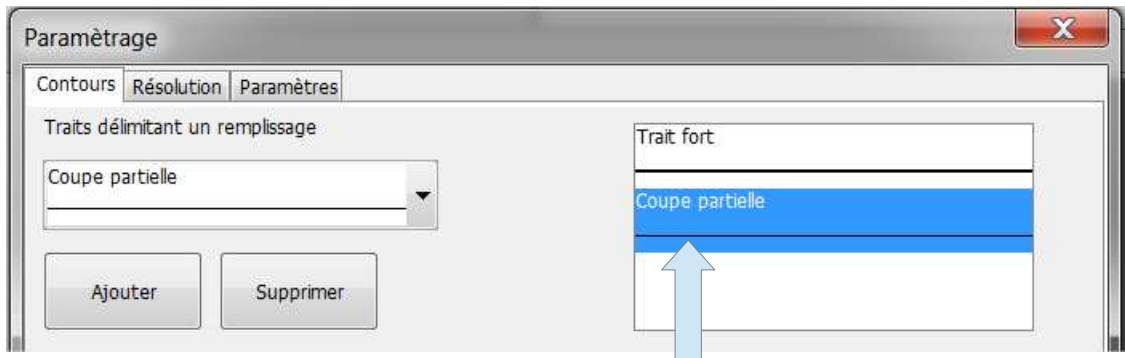 Paramètrage
X
Contours Résolution Paramètres
Traits délimitant un remplissage
Coupe partielle
Trait fort
Coupe partielle
Ajouter Supprimer